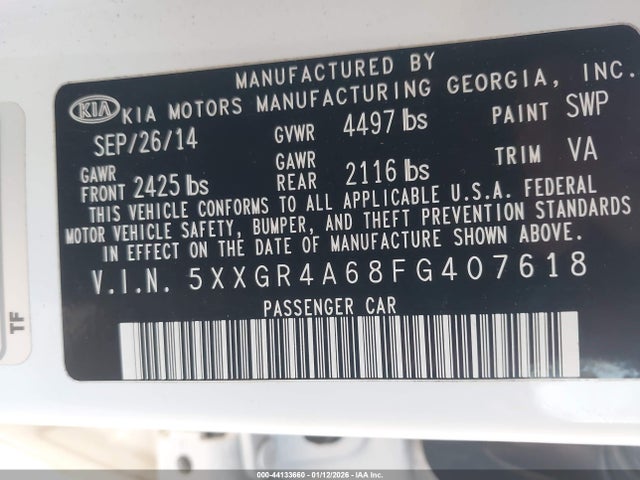 MANUFACTURED BY
KIA KIA MOTORS MANUFACTURING GEORGIA, INC.
SEP/26/14 GVWR 4497 lbs PAINT SWP
GAWR FRONT 2425 lbs GAWR REAR 2116 lbs TRIM VA
THIS VEHICLE CONFORMS TO ALL APPLICABLE U.S.A. FEDERAL
MOTOR VEHICLE SAFETY, BUMPER, AND THEFT PREVENTION STANDARDS
IN EFFECT ON THE DATE OF MANUFACTURE SHOWN ABOVE.
V.I.N. 5XXGR4A68FG407618
PASSENGER CAR
TF
000-44133660 - 01/12/2026 - IAA, Inc.